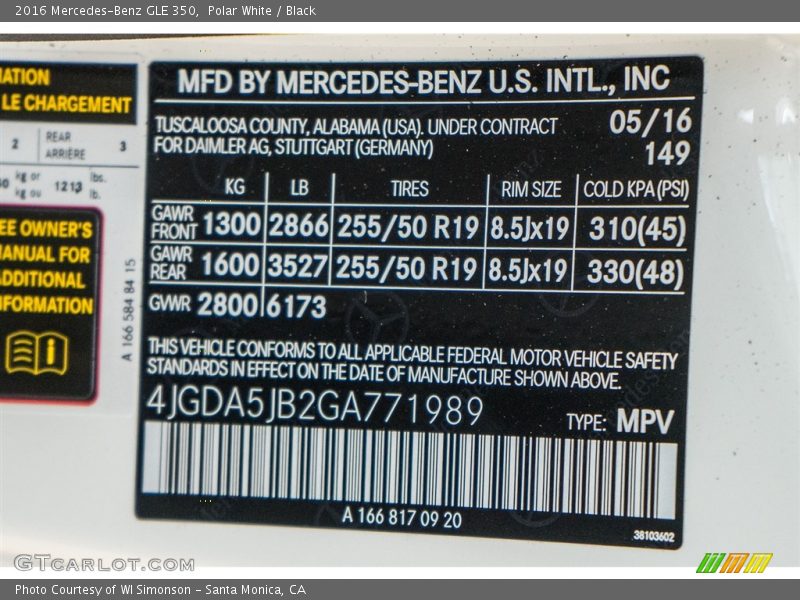 2016 Mercedes-Benz GLE 350, Polar White / Black
LE CHARGEMENT
2 REAR ARRIÈRE 3
kg or kg ou 1213 lbs. lb.
OWNER'S
FOR
A 166 584 84 15
MFD BY MERCEDES-BENZ U.S. INTL., INC
TUSCALOOSA COUNTY, ALABAMA (USA). UNDER CONTRACT 05/16
FOR DAIMLER AG, STUTTGART (GERMANY) 149
KG LB TIRES RIM SIZE COLD KPA (PSI)
GAWR FRONT 1300 2866 255/50 R19 8.5Jx19 310(45)
GAWR REAR 1600 3527 255/50 R19 8.5Jx19 330(48)
GWR 2800 6173
THIS VEHICLE CONFORMS TO ALL APPLICABLE FEDERAL MOTOR VEHICLE SAFETY
STANDARDS IN EFFECT ON THE DATE OF MANUFACTURE SHOWN ABOVE.
4JGDA5JB2GA771989 TYPE: MPV
A 166 817 09 20
38103602
GTCARLOT.COM
Photo Courtesy of WI Simonson - Santa Monica, CA